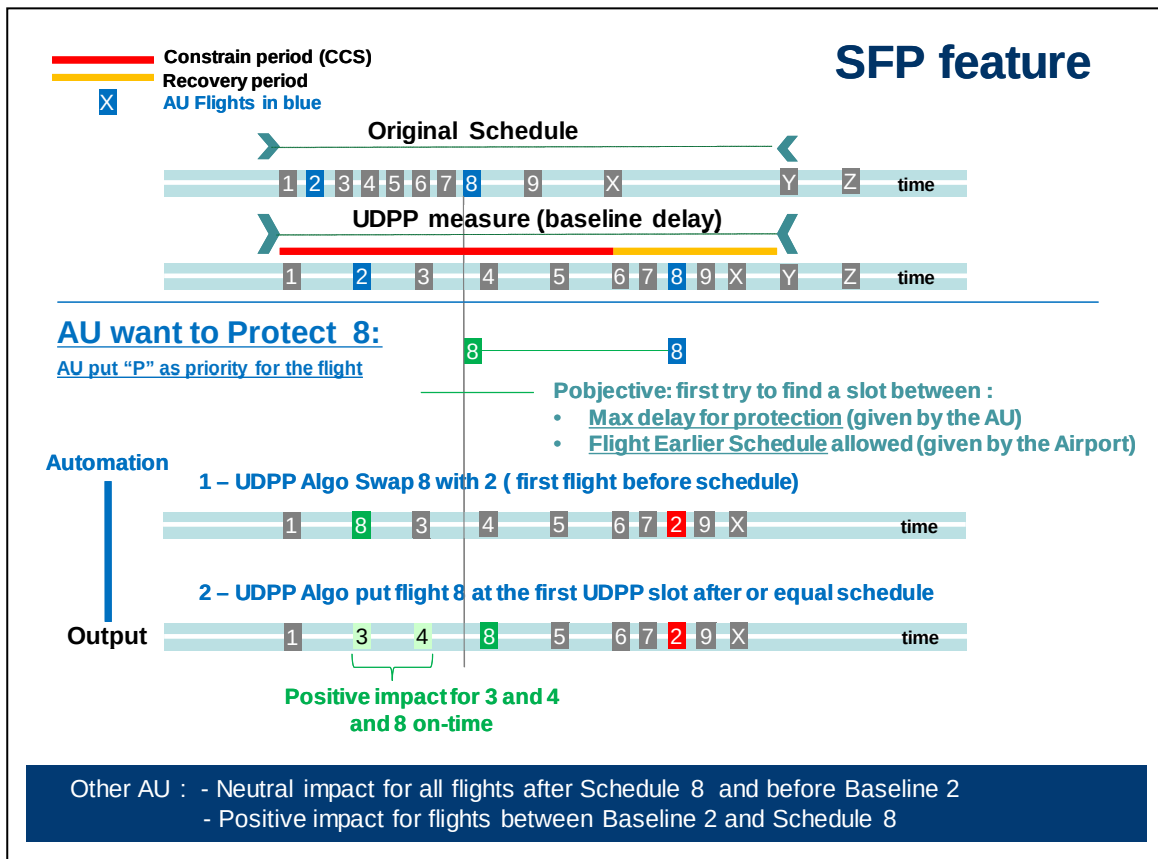 SFP feature
Constrain period (CCS)
Recovery period
X AU Flights in blue
Original Schedule
1 2 3 4 5 6 7 8 9 X Y Z time
UDPP measure (baseline delay)
1 2 3 4 5 6 7 8 9 X Y Z time
AU want to Protect 8:
AU put “P” as priority for the flight
8 8
Pobjective: first try to find a slot between :
• Max delay for protection (given by the AU)
• Flight Earlier Schedule allowed (given by the Airport)
Automation
1 – UDPP Algo Swap 8 with 2 ( first flight before schedule)
1 8 3 4 5 6 7 2 9 X time
2 – UDPP Algo put flight 8 at the first UDPP slot after or equal schedule
Output
1 3 4 8 5 6 7 2 9 X time
Positive impact for 3 and 4
and 8 on-time
Other AU : - Neutral impact for all flights after Schedule 8 and before Baseline 2
- Positive impact for flights between Baseline 2 and Schedule 8